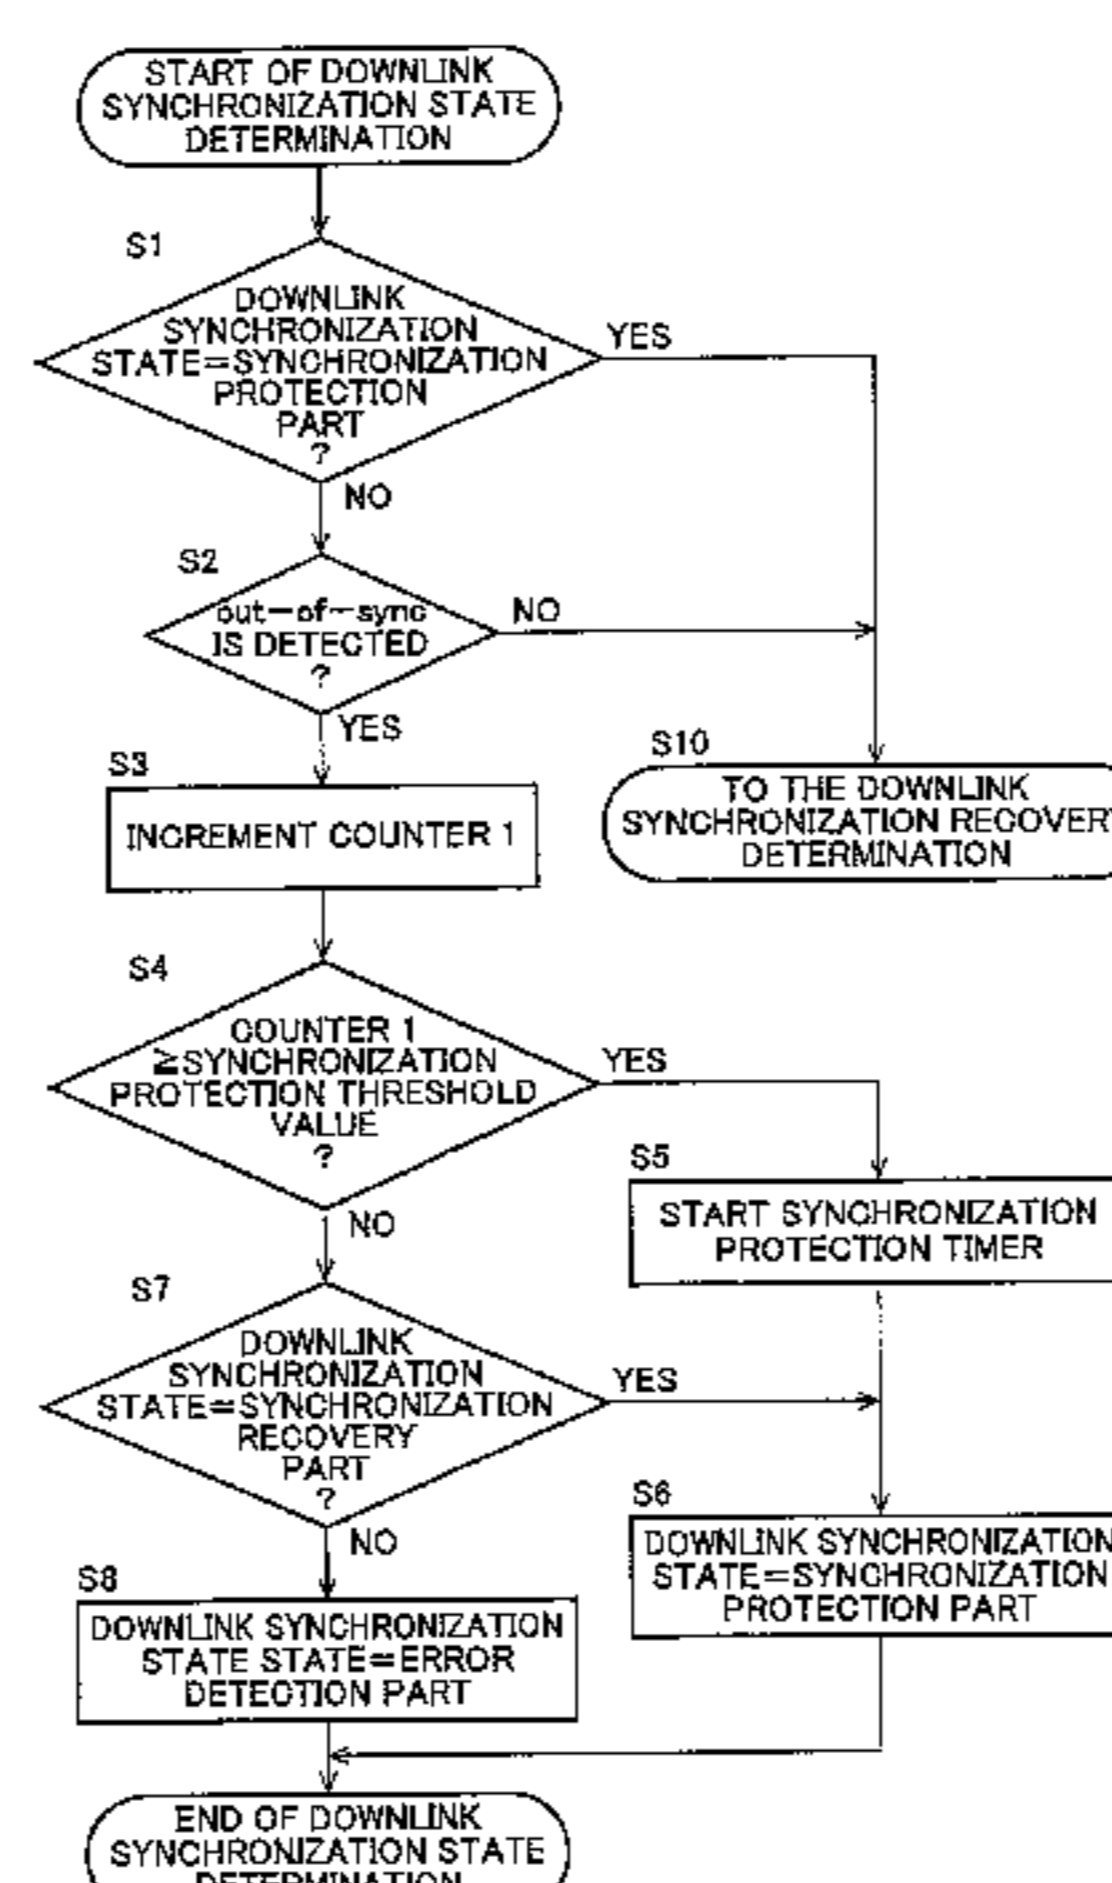 START OF DOWNLINK
SYNCHRONIZATION STATE
DETERMINATION
S1
DOWNLINK
SYNCHRONIZATION
STATE=SYNCHRONIZATION
PROTECTION
PART
?
YES
NO
S2
out-of-sync
IS DETECTED
?
NO
YES
S3
INCREMENT COUNTER 1
S10
TO THE DOWNLINK
SYNCHRONIZATION RECOVERY
DETERMINATION
S4
COUNTER 1
≧SYNCHRONIZATION
PROTECTION THRESHOLD
VALUE
?
YES
NO
S5
START SYNCHRONIZATION
PROTECTION TIMER
S7
DOWNLINK
SYNCHRONIZATION
STATE=SYNCHRONIZATION
RECOVERY
PART
?
YES
NO
S6
DOWNLINK SYNCHRONIZATION
STATE=SYNCHRONIZATION
PROTECTION PART
S8
DOWNLINK SYNCHRONIZATION
STATE STATE=ERROR
DETECTION PART
END OF DOWNLINK
SYNCHRONIZATION STATE
DETERMINATION